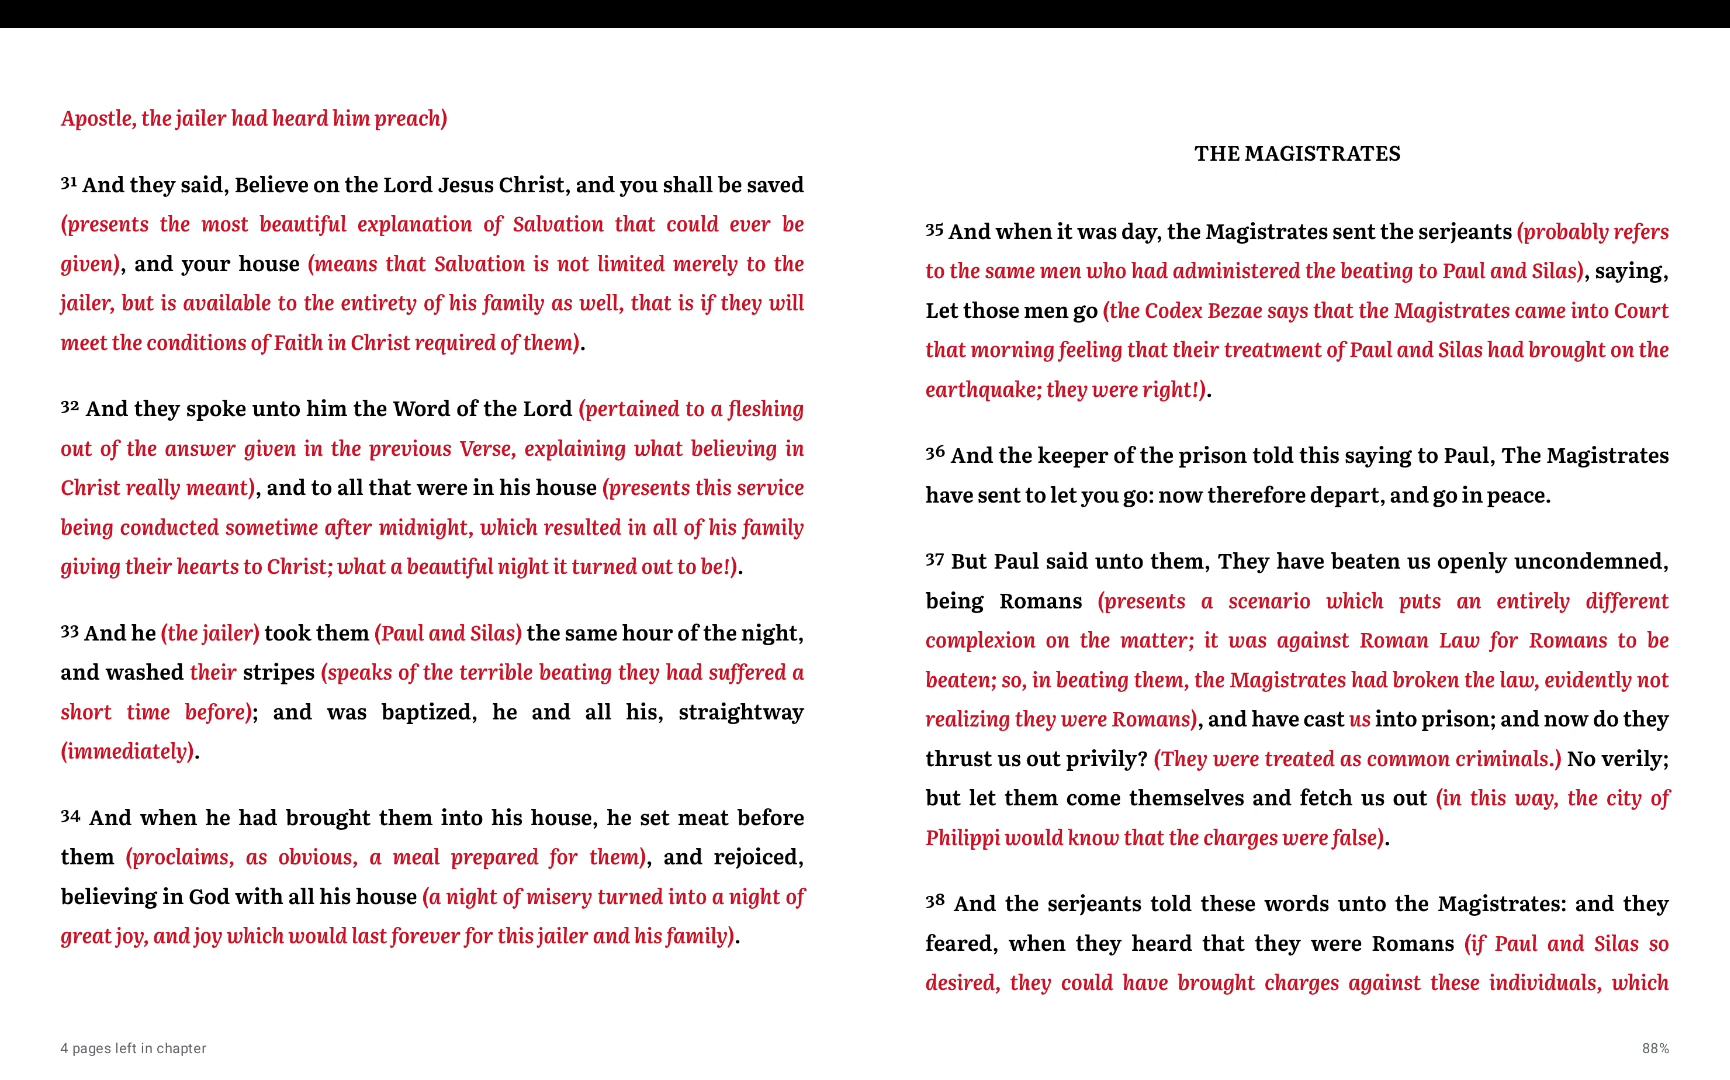 Apostle, the jailer had heard him preach)
31 And they said, Believe on the Lord Jesus Christ, and you shall be saved
(presents the most beautiful explanation of Salvation that could ever be
given), and your house (means that Salvation is not limited merely to the
jailer, but is available to the entirety of his family as well, that is if they will
meet the conditions of Faith in Christ required of them).
32 And they spoke unto him the Word of the Lord (pertained to a fleshing
out of the answer given in the previous Verse, explaining what believing in
Christ really meant), and to all that were in his house (presents this service
being conducted sometime after midnight, which resulted in all of his family
giving their hearts to Christ; what a beautiful night it turned out to be!).
33 And he (the jailer) took them (Paul and Silas) the same hour of the night,
and washed their stripes (speaks of the terrible beating they had suffered a
short time before); and was baptized, he and all his, straightway
(immediately).
34 And when he had brought them into his house, he set meat before
them (proclaims, as obvious, a meal prepared for them), and rejoiced,
believing in God with all his house (a night of misery turned into a night of
great joy, and joy which would last forever for this jailer and his family).
4 pages left in chapter
THE MAGISTRATES
35 And when it was day, the Magistrates sent the serjeants (probably refers
to the same men who had administered the beating to Paul and Silas), saying,
Let those men go (the Codex Bezae says that the Magistrates came into Court
that morning feeling that their treatment of Paul and Silas had brought on the
earthquake; they were right!).
36 And the keeper of the prison told this saying to Paul, The Magistrates
have sent to let you go: now therefore depart, and go in peace.
37 But Paul said unto them, They have beaten us openly uncondemned,
being Romans (presents a scenario which puts an entirely different
complexion on the matter; it was against Roman Law for Romans to be
beaten; so, in beating them, the Magistrates had broken the law, evidently not
realizing they were Romans), and have cast us into prison; and now do they
thrust us out privily? (They were treated as common criminals.) No verily;
but let them come themselves and fetch us out (in this way, the city of
Philippi would know that the charges were false).
38 And the serjeants told these words unto the Magistrates: and they
feared, when they heard that they were Romans (if Paul and Silas so
desired, they could have brought charges against these individuals, which
88%